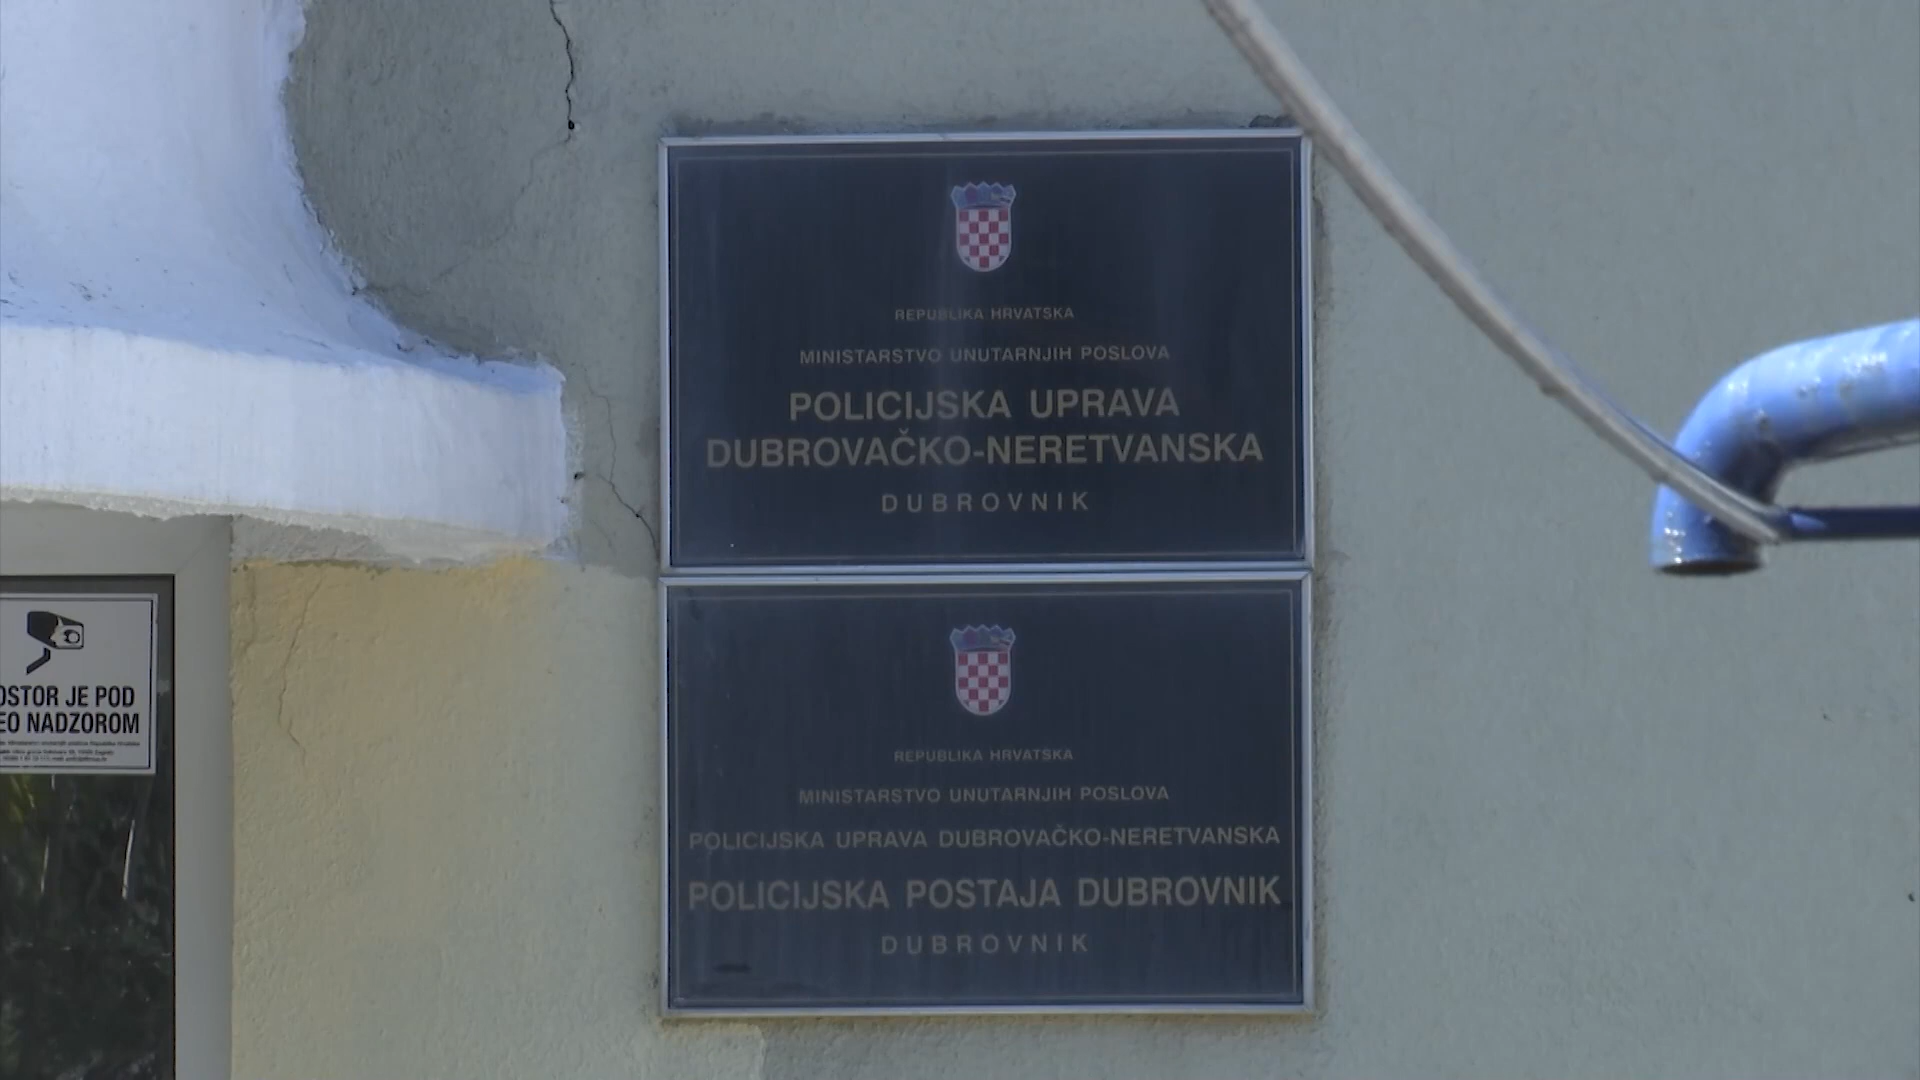 REPUBLIKA HRVATSKA
MINISTARSTVO UNUTARNJIH POSLOVA
POLICIJSKA UPRAVA
DUBROVAČKO-NERETVANSKA
DUBROVNIK
REPUBLIKA HRVATSKA
MINISTARSTVO UNUTARNJIH POSLOVA
POLICIJSKA UPRAVA DUBROVAČKO-NERETVANSKA
POLICIJSKA POSTAJA DUBROVNIK
DUBROVNIK
OSTOR JE POD
EO NADZOROM